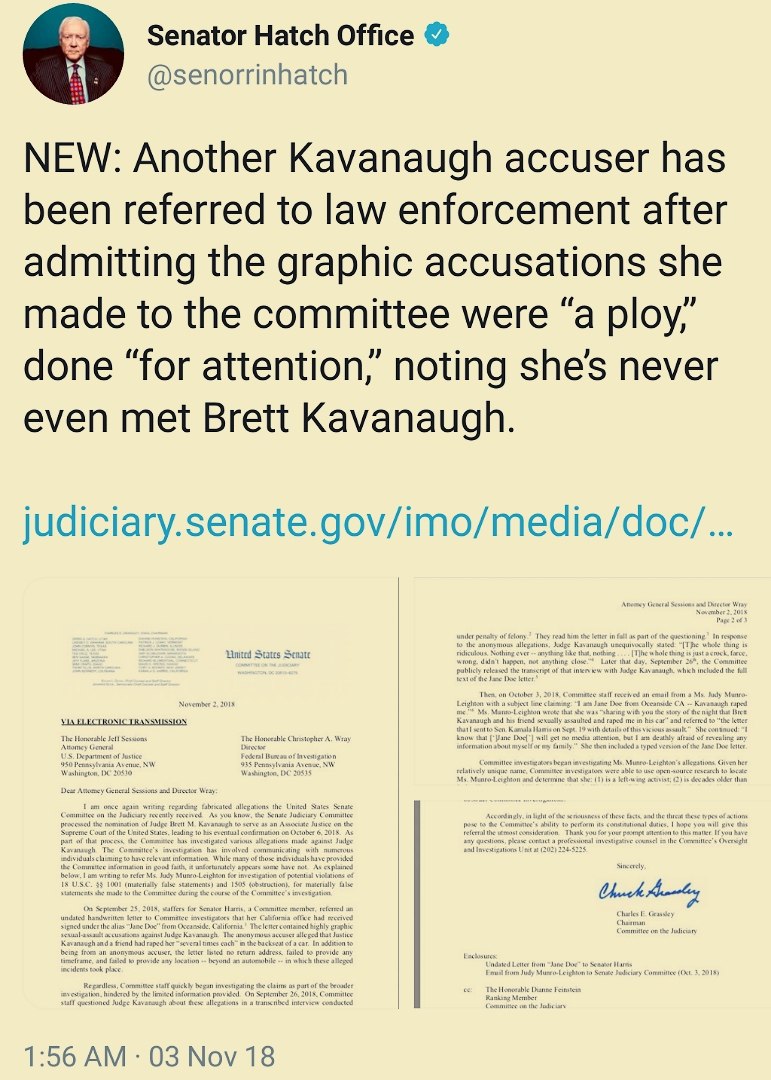 Senator Hatch Office
@senorrinhatch
NEW: Another Kavanaugh accuser has
been referred to law enforcement after
admitting the graphic accusations she
made to the committee were “a ploy,”
done “for attention,” noting she’s never
even met Brett Kavanaugh.
judiciary.senate.gov/imo/media/doc/...
United States Senate
COMMITTEE ON THE JUDICIARY
WASHINGTON, DC 20510-6275
November 2, 2018
VIA ELECTRONIC TRANSMISSION
The Honorable Jeff Sessions
Attorney General
U.S. Department of Justice
950 Pennsylvania Avenue, NW
Washington, DC 20530
The Honorable Christopher A. Wray
Director
Federal Bureau of Investigation
935 Pennsylvania Avenue, NW
Washington, DC 20535
Dear Attorney General Sessions and Director Wray:
I am once again writing regarding fabricated allegations the United States Senate
Committee on the Judiciary recently received. As you know, the Senate Judiciary Committee
processed the nomination of Judge Brett M. Kavanaugh to serve as an Associate Justice on the
Supreme Court of the United States, leading to his eventual confirmation on October 6, 2018. As
part of that process, the Committee has investigated various allegations made against Judge
Kavanaugh. The Committee's investigation has involved communicating with numerous
individuals claiming to have relevant information. While many of those individuals have provided
the Committee information in good faith, it unfortunately appears some have not. As explained
below, I am writing to refer Ms. Judy Munro-Leighton for investigation of potential violations of
18 U.S.C. §§ 1001 (materially false statements) and 1505 (obstruction), for materially false
statements she made to the Committee during the course of the Committee's investigation.
On September 25, 2018, staffers for Senator Harris, a Committee member, referred an
undated handwritten letter to Committee investigators that her California office had received
signed under the alias "Jane Doe" from Oceanside, California.1 The letter contained highly graphic
sexual-assault accusations against Judge Kavanaugh. The anonymous accuser alleged that Justice
Kavanaugh and a friend had raped her "several times each" in the backseat of a car. In addition to
being from an anonymous accuser, the letter listed no return address, failed to provide any
timeframe, and failed to provide any location -- beyond an automobile -- in which these alleged
incidents took place.
Regardless, Committee staff quickly began investigating the claims as part of the broader
investigation, hindered by the limited information provided. On September 26, 2018, Committee
staff questioned Judge Kavanaugh about these allegations in a transcribed interview conducted
Attorney General Sessions and Director Wray
November 2, 2018
Page 2 of 3
under penalty of felony.2 They read him the letter in full as part of the questioning.3 In response
to the anonymous allegations, Judge Kavanaugh unequivocally stated: "[T]he whole thing is
ridiculous. Nothing ever -- anything like that, nothing . . . . [T]he whole thing is just a crock, farce,
wrong, didn't happen, not anything close."4 Later that day, September 26th, the Committee
publicly released the transcript of that interview with Judge Kavanaugh, which included the full
text of the Jane Doe letter.5
Then, on October 3, 2018, Committee staff received an email from a Ms. Judy Munro-
Leighton with a subject line claiming: "I am Jane Doe from Oceanside CA -- Kavanaugh raped
me."6 Ms. Munro-Leighton wrote that she was "sharing with you the story of the night that Brett
Kavanaugh and his friend sexually assaulted and raped me in his car" and referred to "the letter
that I sent to Sen. Kamala Harris on Sept. 19 with details of this vicious assault." She continued: "I
know that [']Jane Doe['] will get no media attention, but I am deathly afraid of revealing any
information about myself or my family." She then included a typed version of the Jane Doe letter.
Committee investigators began investigating Ms. Munro-Leighton's allegations. Given her
relatively unique name, Committee investigators were able to use open-source research to locate
Ms. Munro-Leighton and determine that she: (1) is a left-wing activist; (2) is decades older than
Accordingly, in light of the seriousness of these facts, and the threat these types of actions
pose to the Committee's ability to perform its constitutional duties, I hope you will give this
referral the utmost consideration. Thank you for your prompt attention to this matter. If you have
any questions, please contact a professional investigative counsel in the Committee's Oversight
and Investigations Unit at (202) 224-5225.
Sincerely,
Chuck Grassley
Charles E. Grassley
Chairman
Committee on the Judiciary
Enclosures:
Undated Letter from "Jane Doe" to Senator Harris
Email from Judy Munro-Leighton to Senate Judiciary Committee (Oct. 3, 2018)
cc: The Honorable Dianne Feinstein
Ranking Member
Committee on the Judiciary
1:56 AM · 03 Nov 18